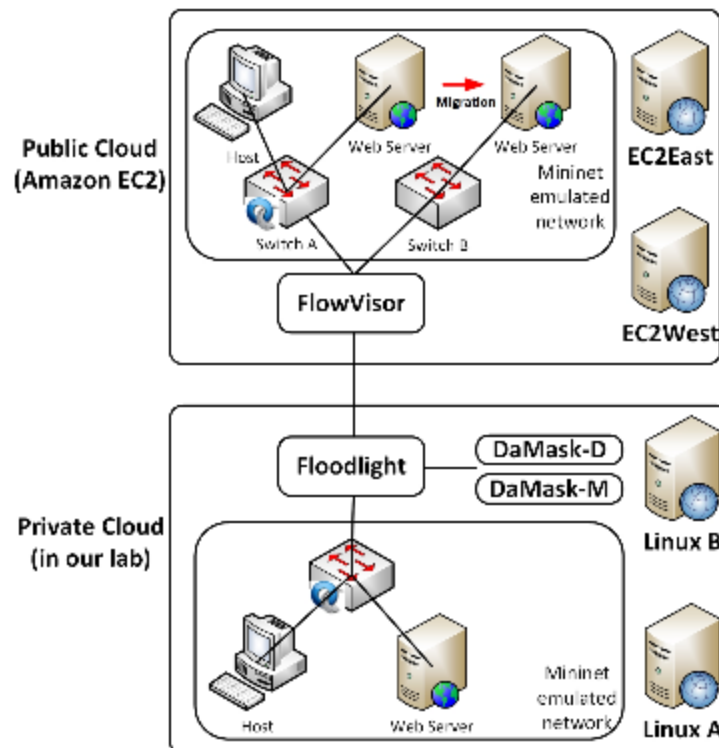 Public Cloud
(Amazon EC2)
Host
Web Server
Migration
Web Server
Switch A
Switch B
Mininet
emulated
network
EC2East
EC2West
FlowVisor
Private Cloud
(in our lab)
Floodlight
DaMask-D
DaMask-M
Linux B
Host
Web Server
Mininet
emulated
network
Linux A